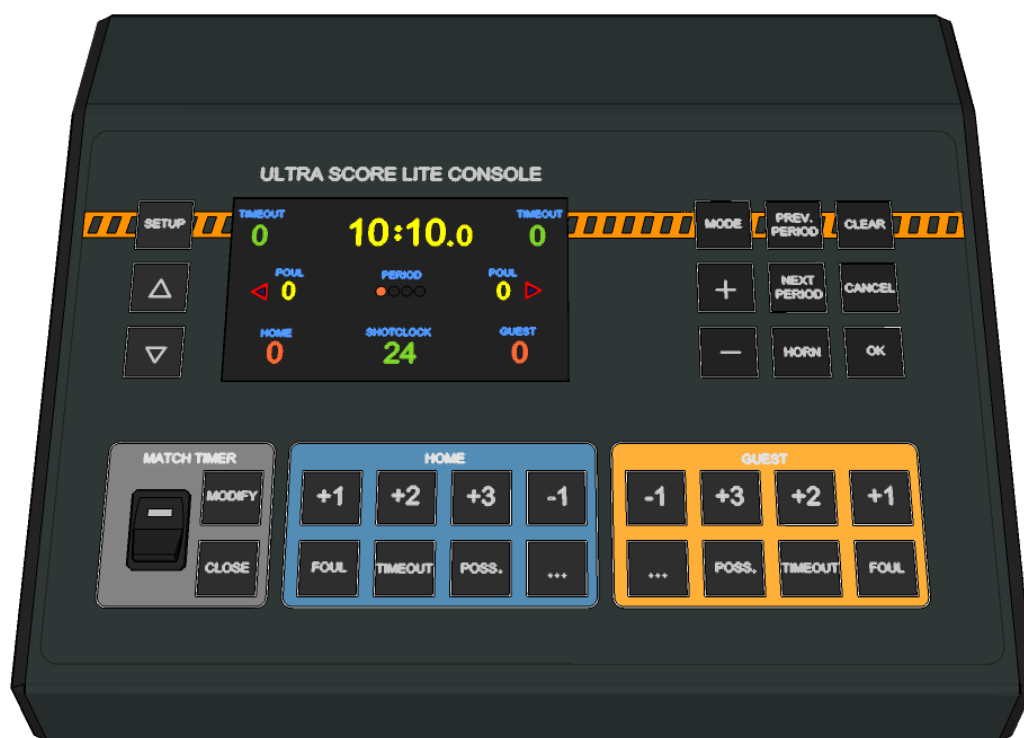 ULTRA SCORE LITE CONSOLE
SETUP
TIMEOUT 10:10.0 TIMEOUT
0 0
FOUL PERIOD FOUL
0 0
HOME SHOTCLOCK GUEST
0 24 0
MODE PREV. PERIOD CLEAR
+ NEXT PERIOD CANCEL
- HORN OK
MATCH TIMER
MODIFY
CLOSE
HOME
+1 +2 +3 -1
FOUL TIMEOUT POSS. ...
GUEST
-1 +3 +2 +1
... POSS. TIMEOUT FOUL